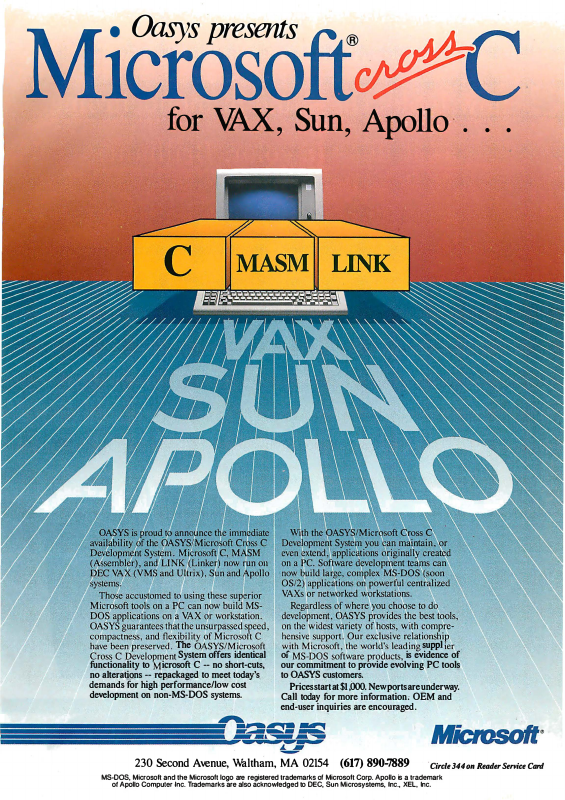 Oasys presents
Microsoft® cross C
for VAX, Sun, Apollo . . .
C MASM LINK
VAX
SUN
APOLLO
OASYS is proud to announce the immediate
availability of the OASYS/Microsoft Cross C
Development System. Microsoft C, MASM
(Assembler), and LINK (Linker) now run on
DEC VAX (VMS and Ultrix), Sun and Apollo
systems.
Those accustomed to using these superior
Microsoft tools on a PC can now build MS-
DOS applications on a VAX or workstation.
OASYS guarantees that the unsurpassed speed,
compactness, and flexibility of Microsoft C
have been preserved. The OASYS/Microsoft
Cross C Development System offers identical
functionality to Microsoft C -- no short-cuts,
no alterations -- repackaged to meet today's
demands for high performance/low cost
development on non-MS-DOS systems.
With the OASYS/Microsoft Cross C
Development System you can maintain, or
even extend, applications originally created
on a PC. Software development teams can
now build large, complex MS-DOS (soon
OS/2) applications on powerful centralized
VAXs or networked workstations.
Regardless of where you choose to do
development, OASYS provides the best tools,
on the widest variety of hosts, with compre-
hensive support. Our exclusive relationship
with Microsoft, the world's leading supplier
of MS-DOS software products, is evidence of
our commitment to provide evolving PC tools
to OASYS customers.
Prices start at $1,000. New ports are underway.
Call today for more information. OEM and
end-user inquiries are encouraged.
Oasys
Microsoft®
230 Second Avenue, Waltham, MA 02154 (617) 890-7889
Circle 344 on Reader Service Card
MS-DOS, Microsoft and the Microsoft logo are registered trademarks of Microsoft Corp. Apollo is a trademark
of Apollo Computer Inc. Trademarks are also acknowledged to DEC, Sun Microsystems, Inc., XEL, Inc.